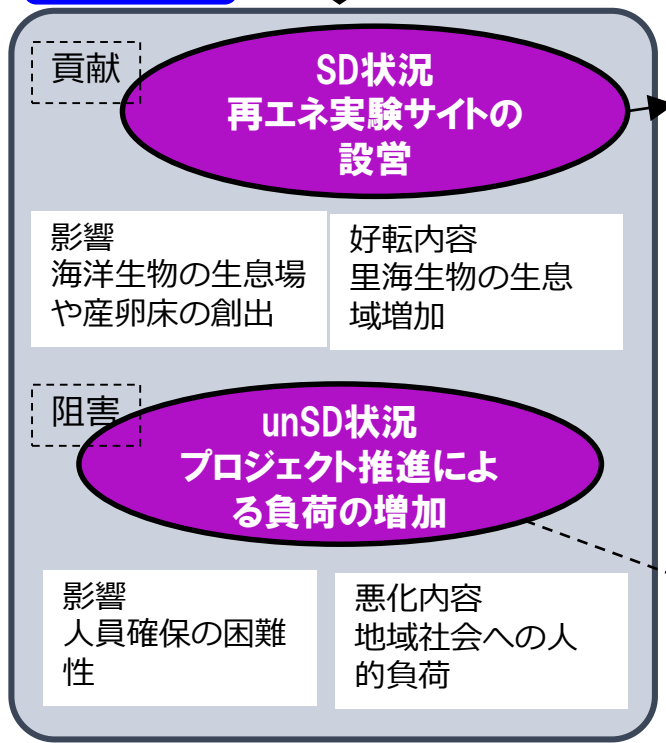 貢献
SD状況
再エネ実験サイトの
設営
影響
海洋生物の生息場
や産卵床の創出
好転内容
里海生物の生息
域増加
阻害
unSD状況
プロジェクト推進によ
る負荷の増加
影響
人員確保の困難
性
悪化内容
地域社会への人
的負荷